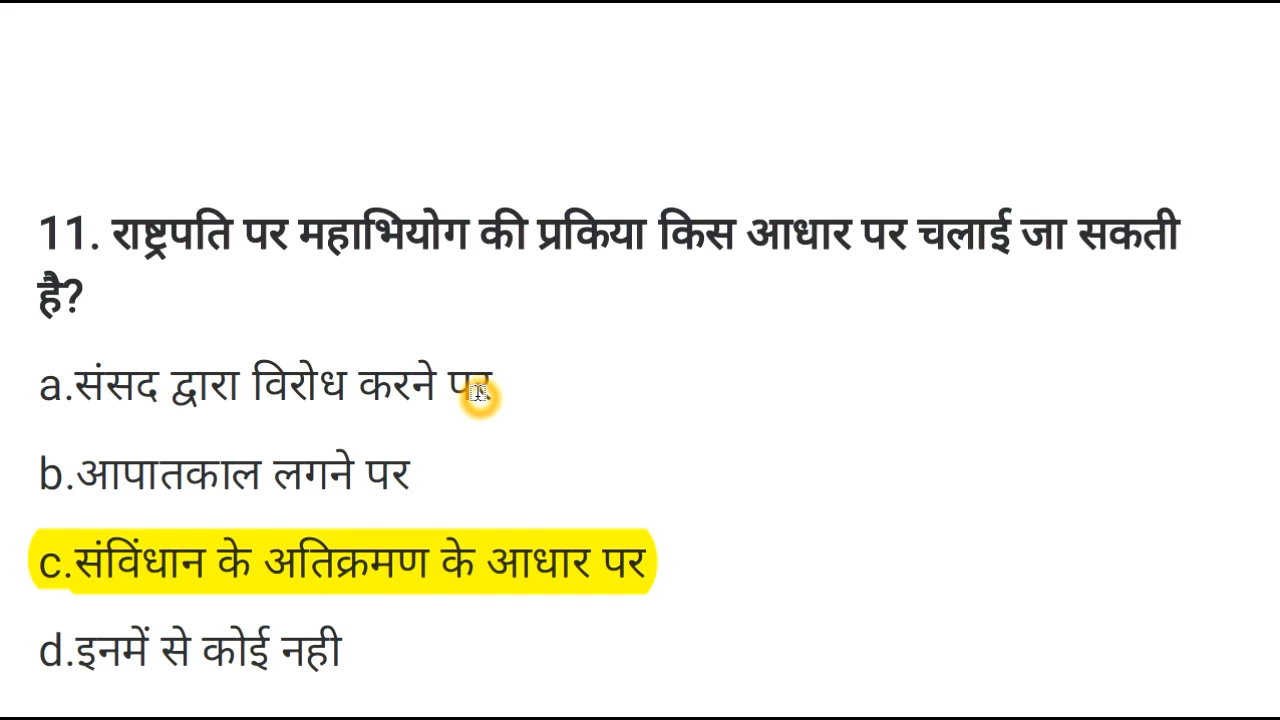 11. राष्ट्रपति पर महाभियोग की प्रकिया किस आधार पर चलाई जा सकती
है?
a.संसद द्वारा विरोध करने पर
b.आपातकाल लगने पर
c.संविंधान के अतिक्रमण के आधार पर
d.इनमें से कोई नही